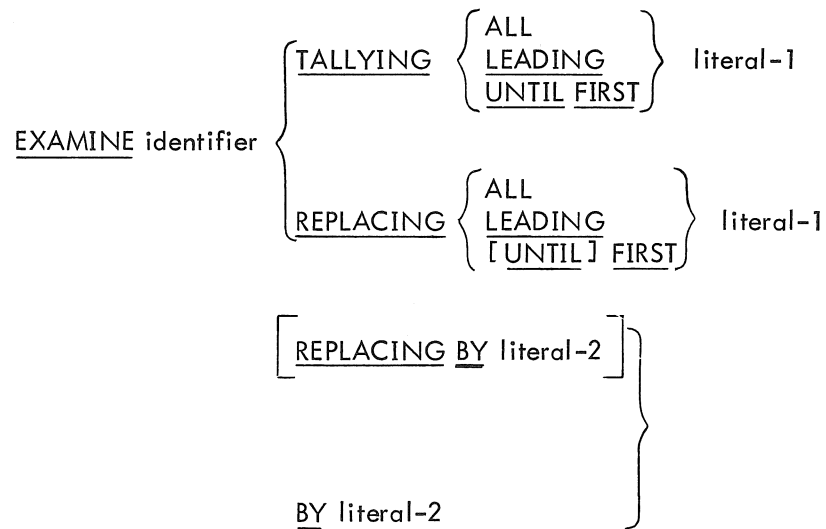 ALL
TALLYING LEADING literal-1
UNTIL FIRST
EXAMINE identifier
ALL
REPLACING LEADING literal-1
[UNTIL] FIRST
[REPLACING BY literal-2]
BY literal-2